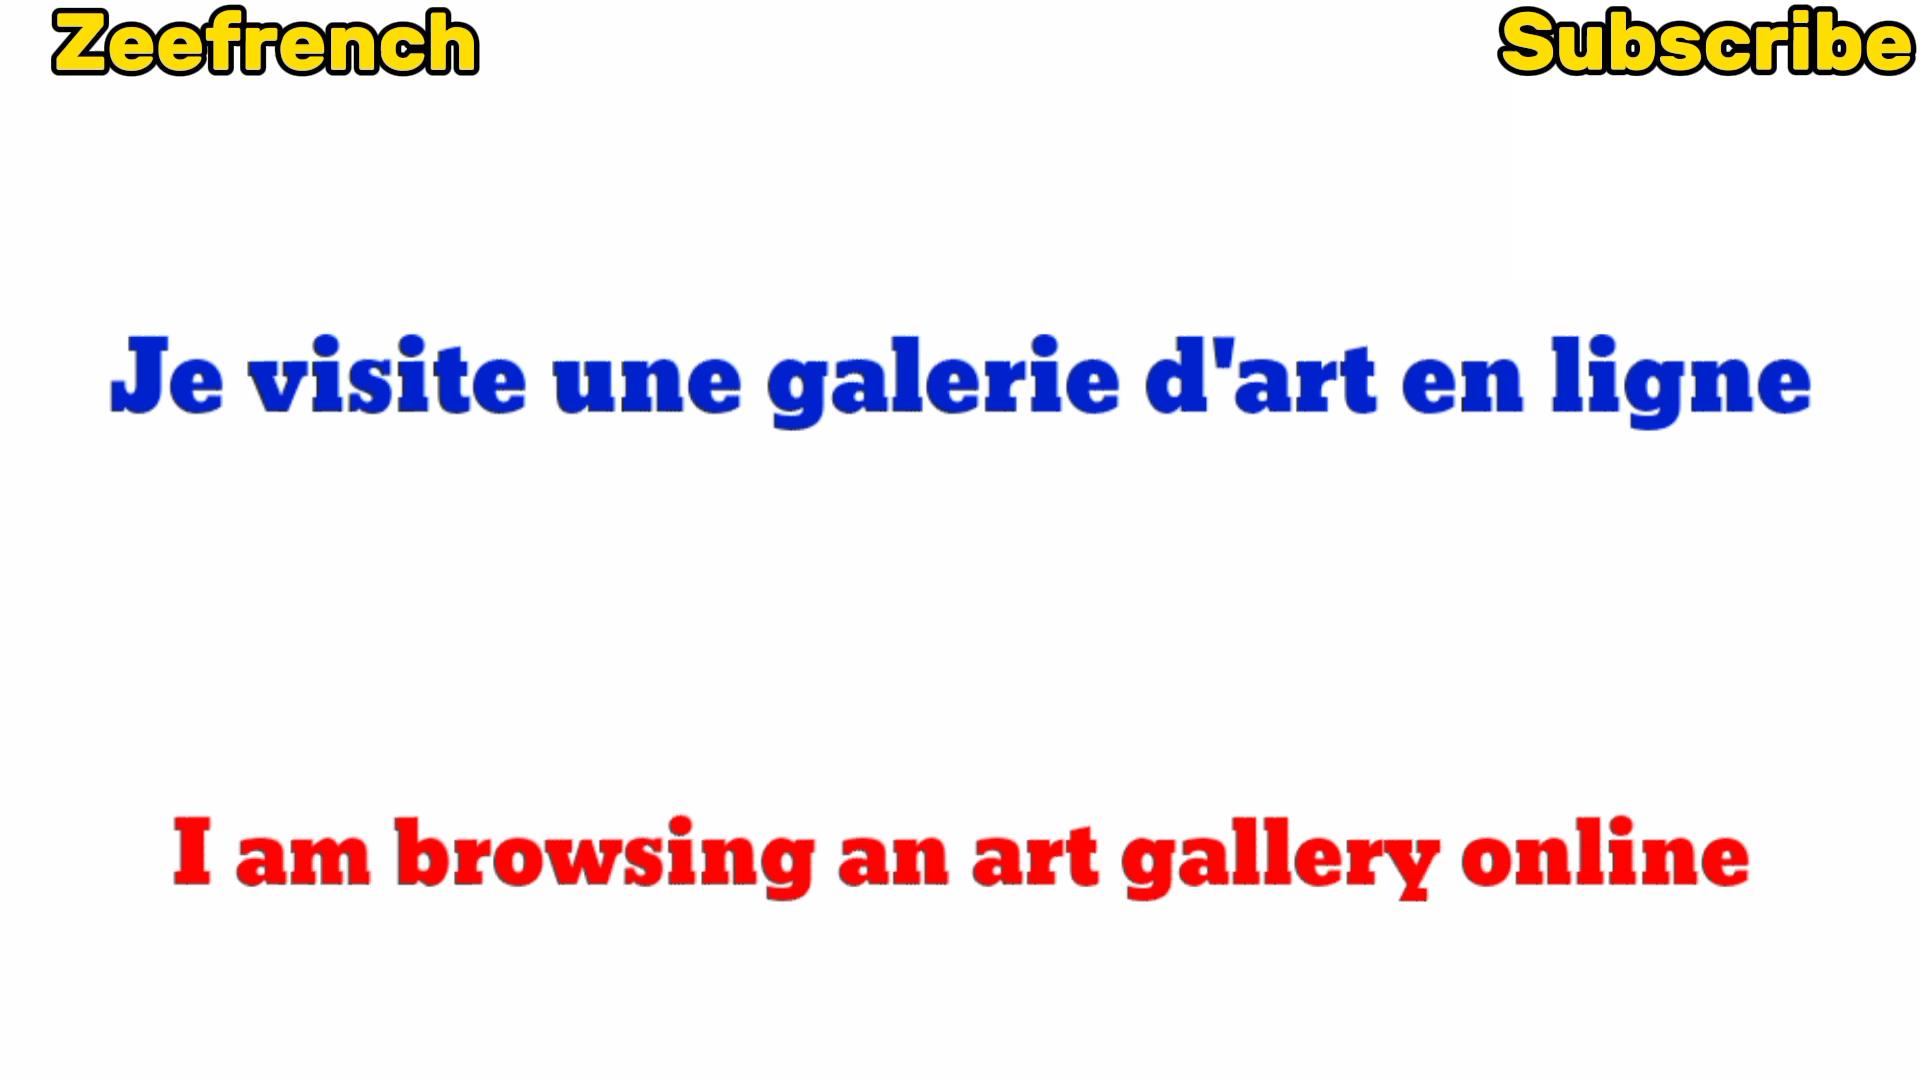 Zeefrench
Subscribe
Je visite une galerie d'art en ligne
I am browsing an art gallery online